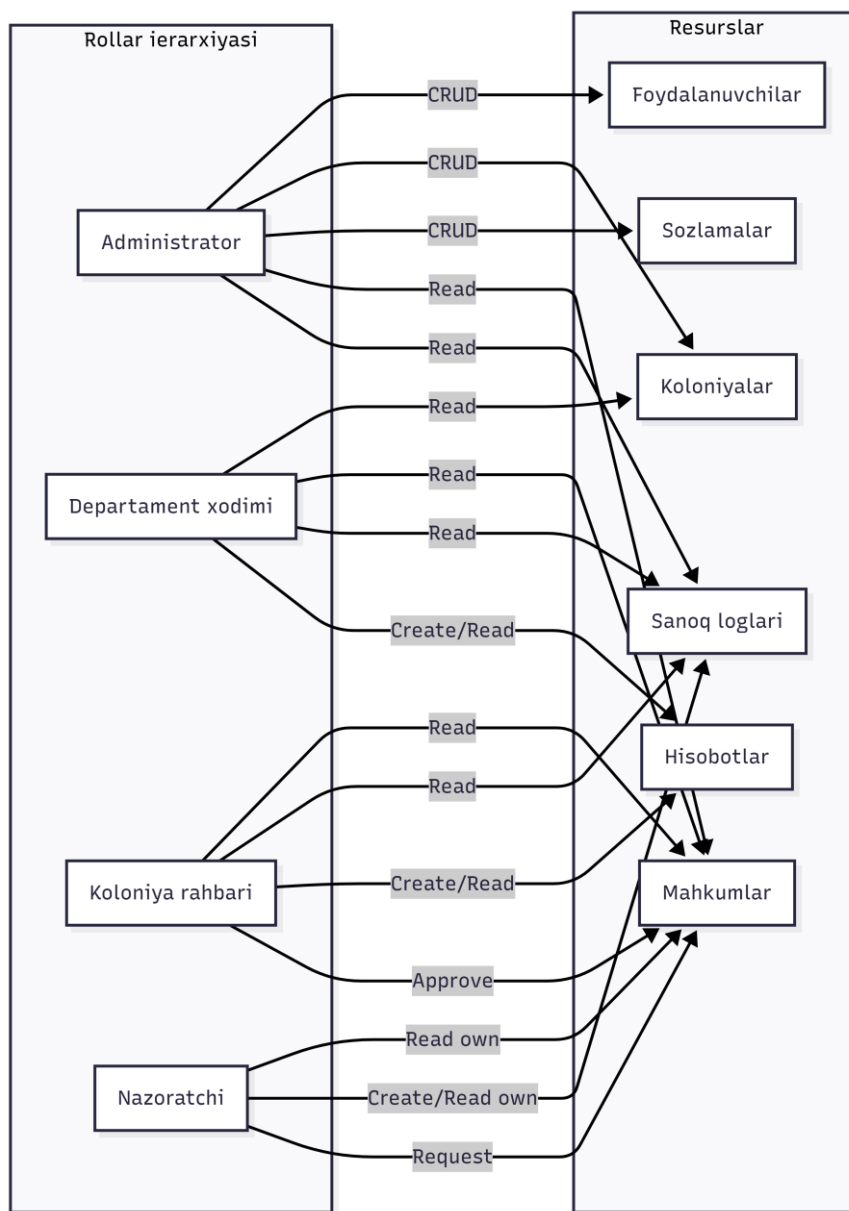 Rollar ierarxiyasi
Resurslar
CRUD
Foydalanuvchilar
CRUD
Administrator
CRUD
Sozlamalar
Read
Read
Koloniyalar
Read
Read
Departament xodimi
Read
Create/Read
Sanoq loglari
Read
Hisobotlar
Read
Koloniya rahbari
Create/Read
Mahkumlar
Approve
Read own
Nazoratchi
Create/Read own
Request